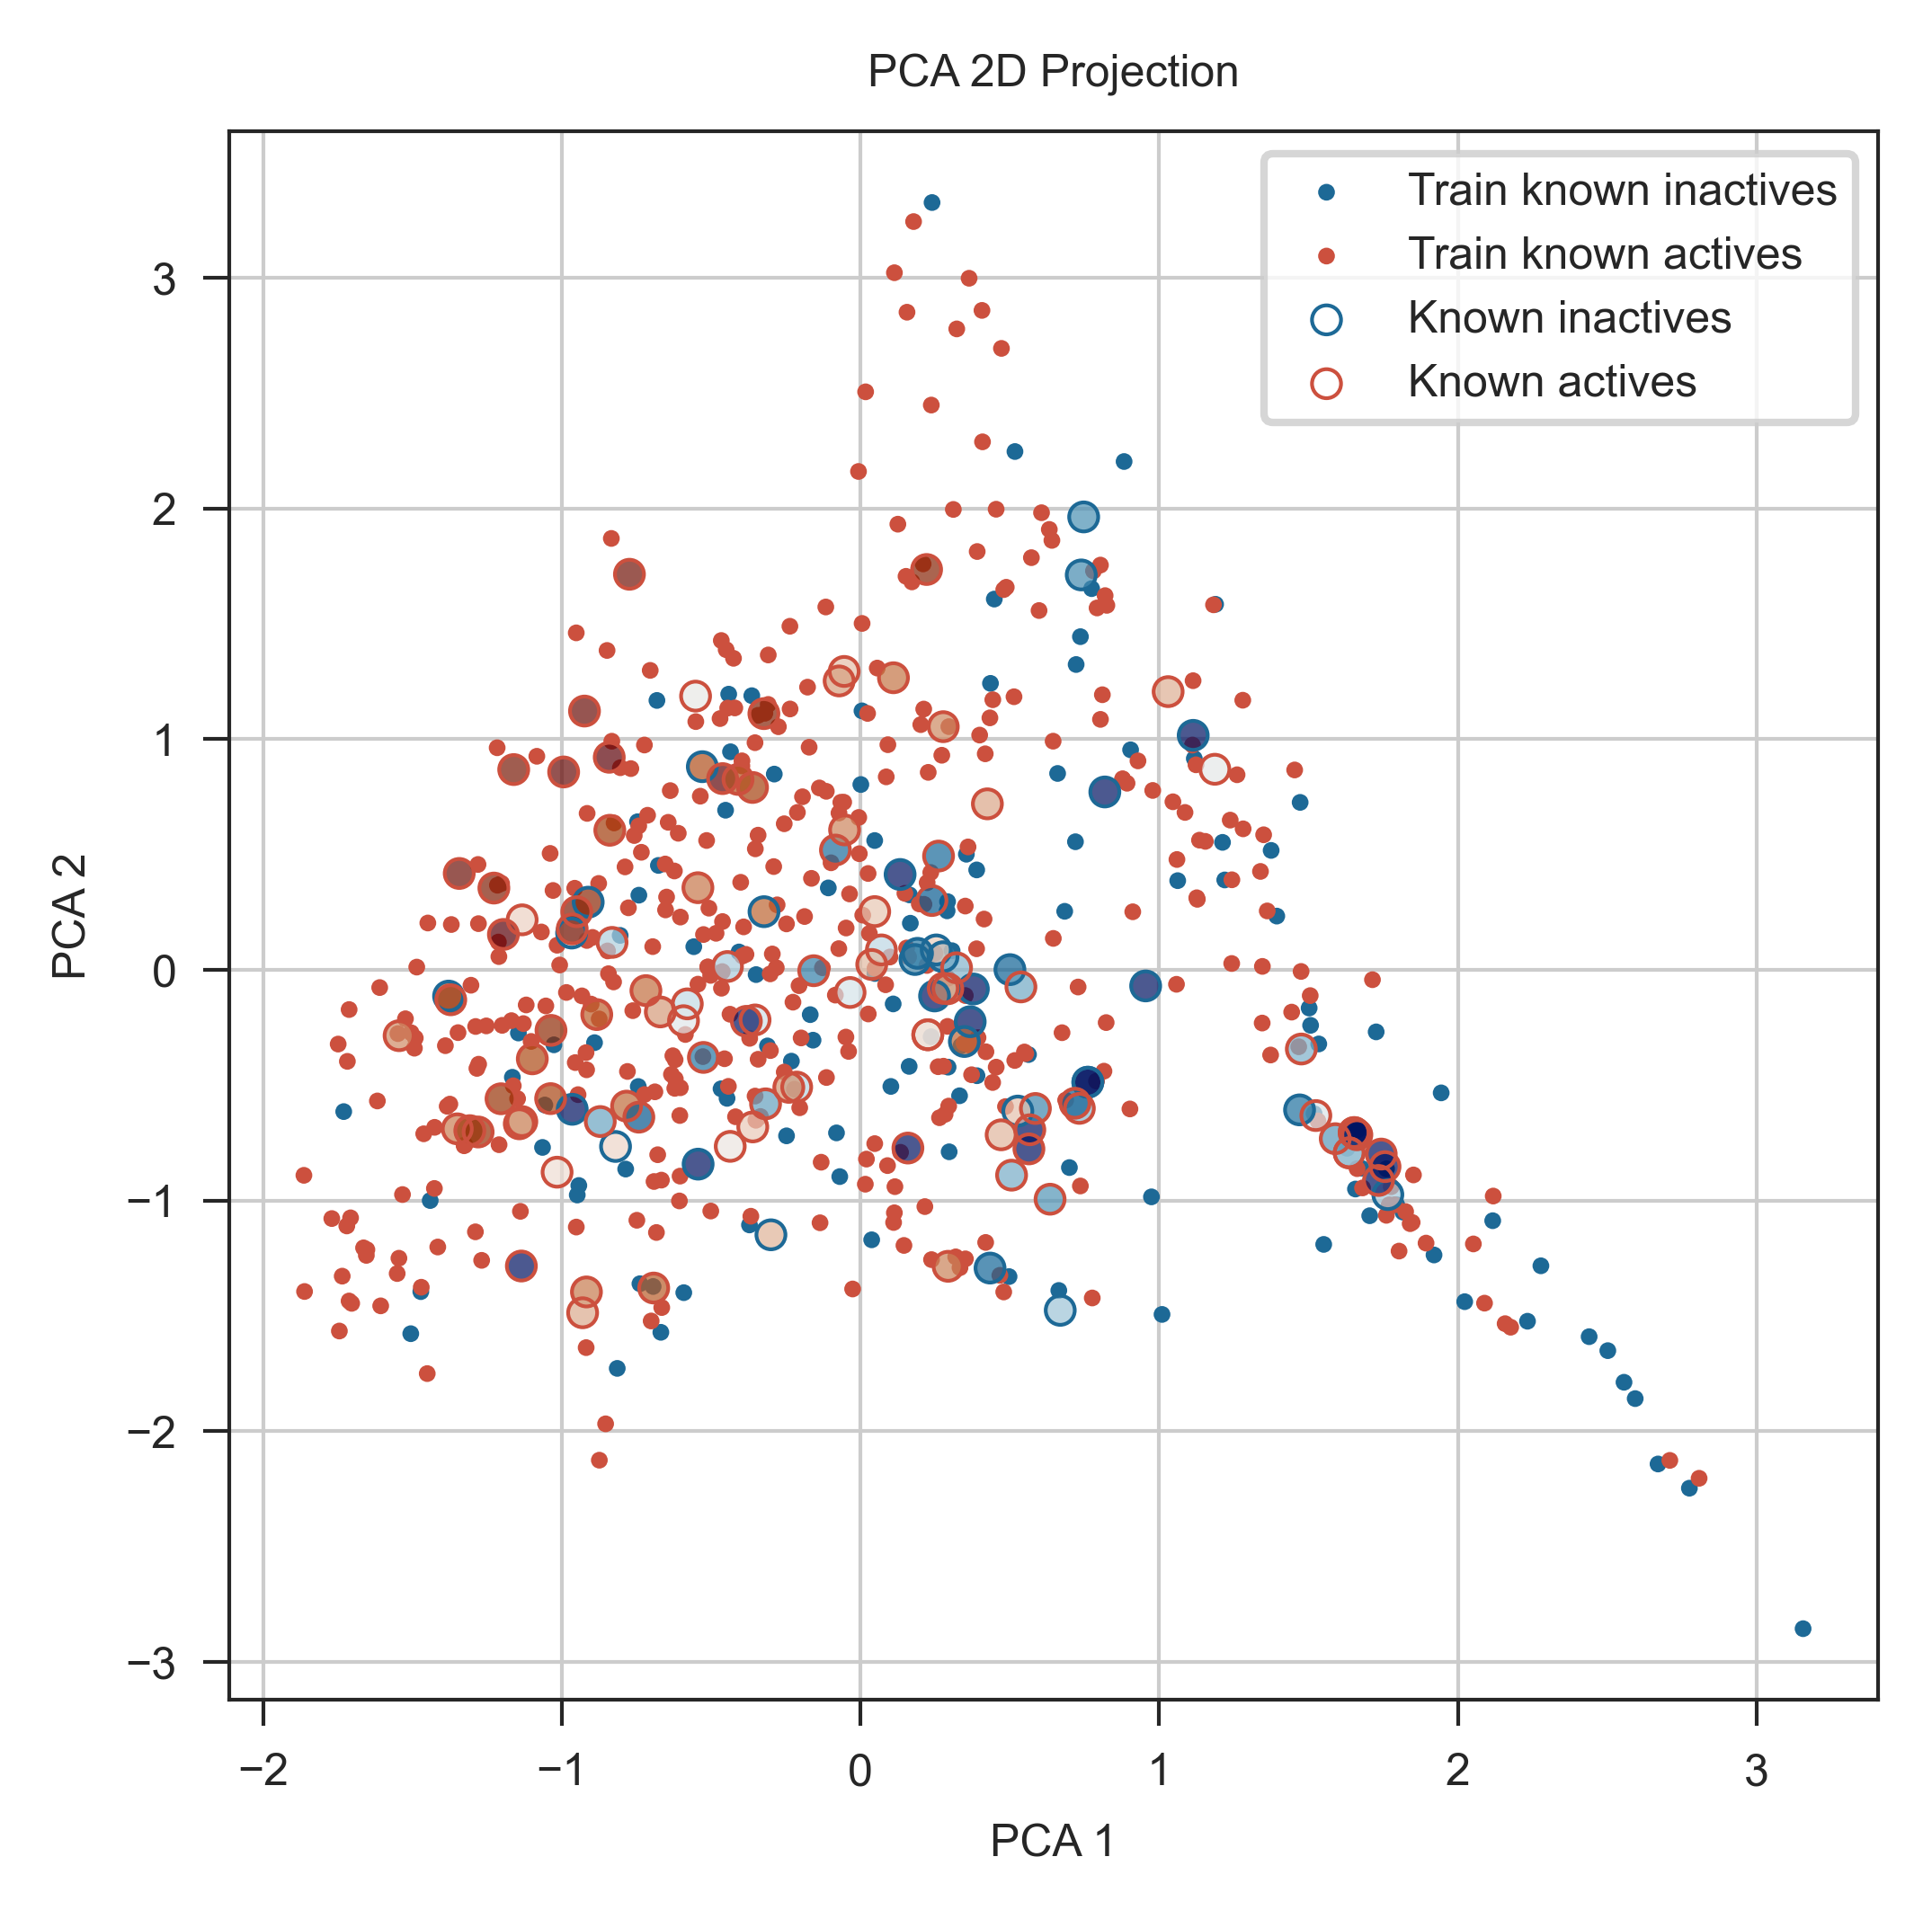 PCA 2D Projection
Train known inactives
Train known actives
Known inactives
Known actives
3
2
1
0
−1
−2
−3
PCA 2
−2
−1
0
1
2
3
PCA 1